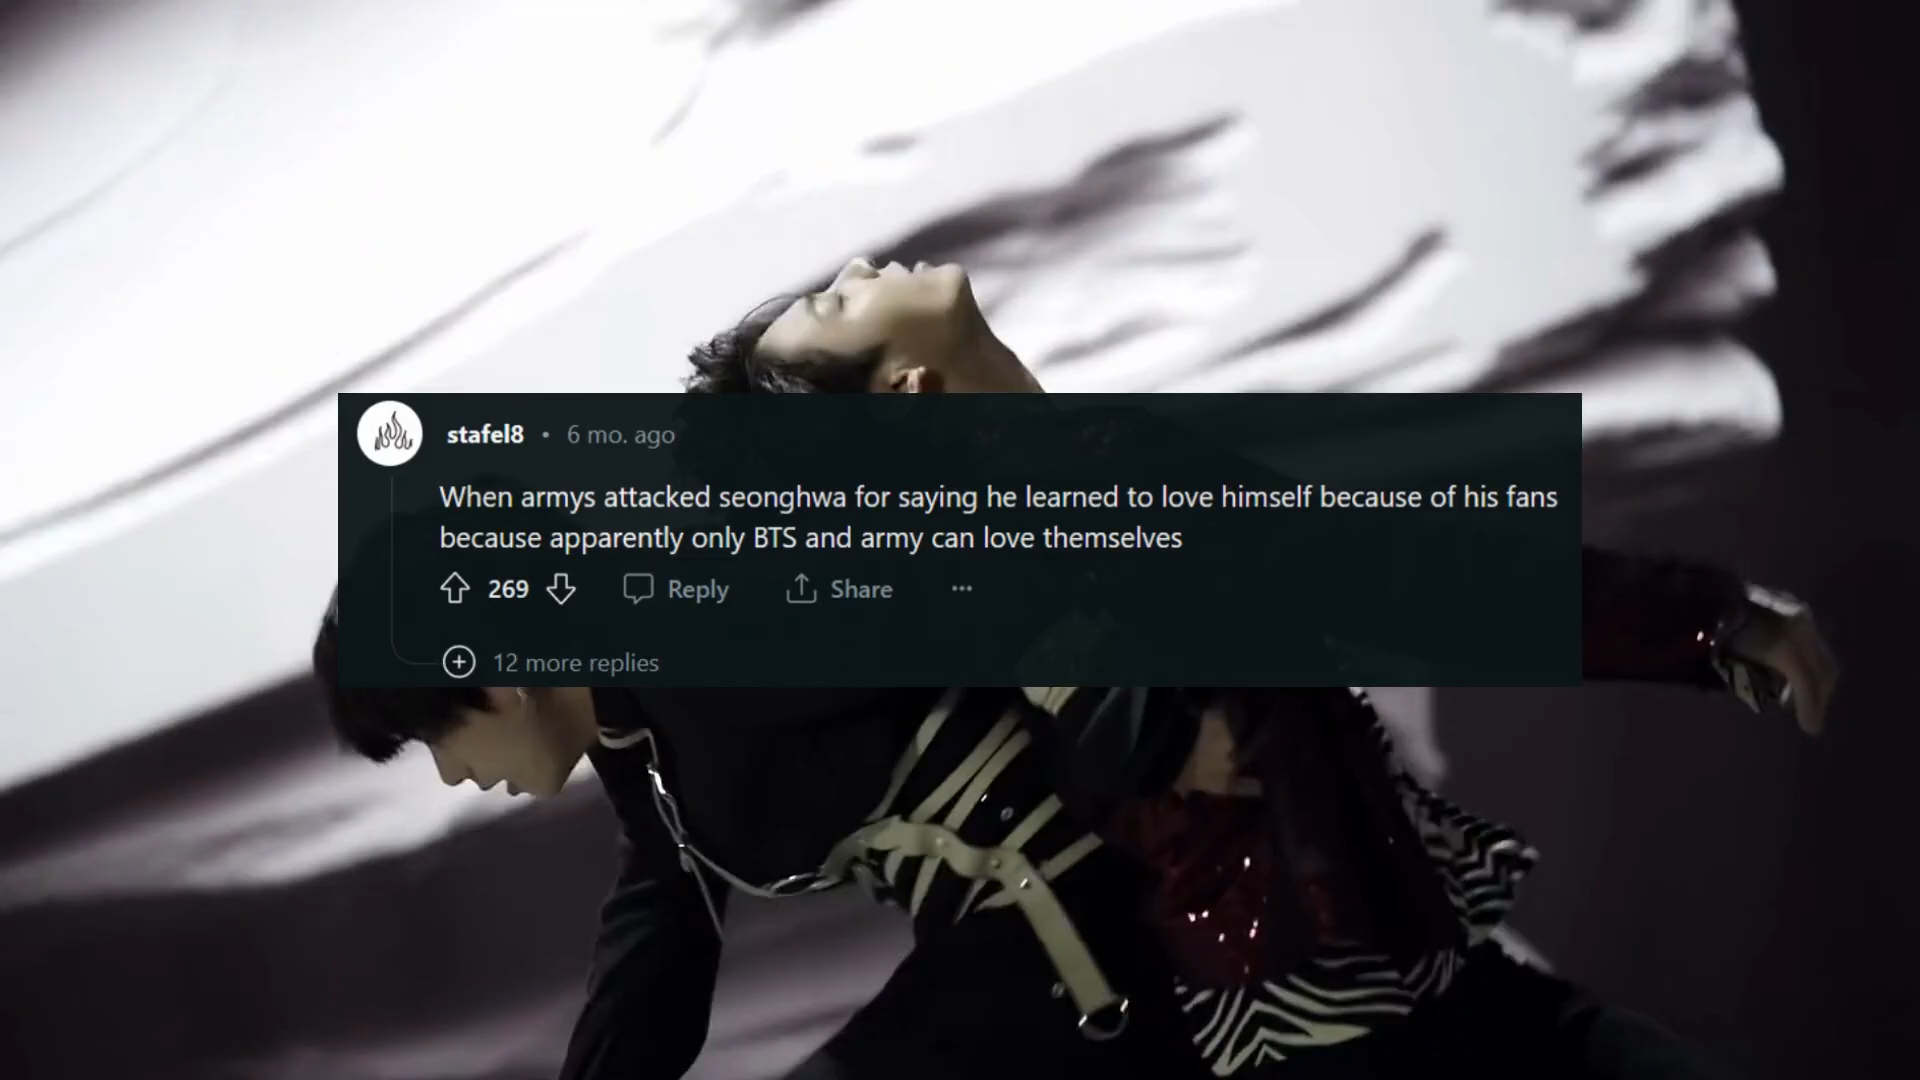 stafel8 • 6 mo. ago
When armys attacked seonghwa for saying he learned to love himself because of his fans
because apparently only BTS and army can love themselves
269 Reply Share ···
12 more replies